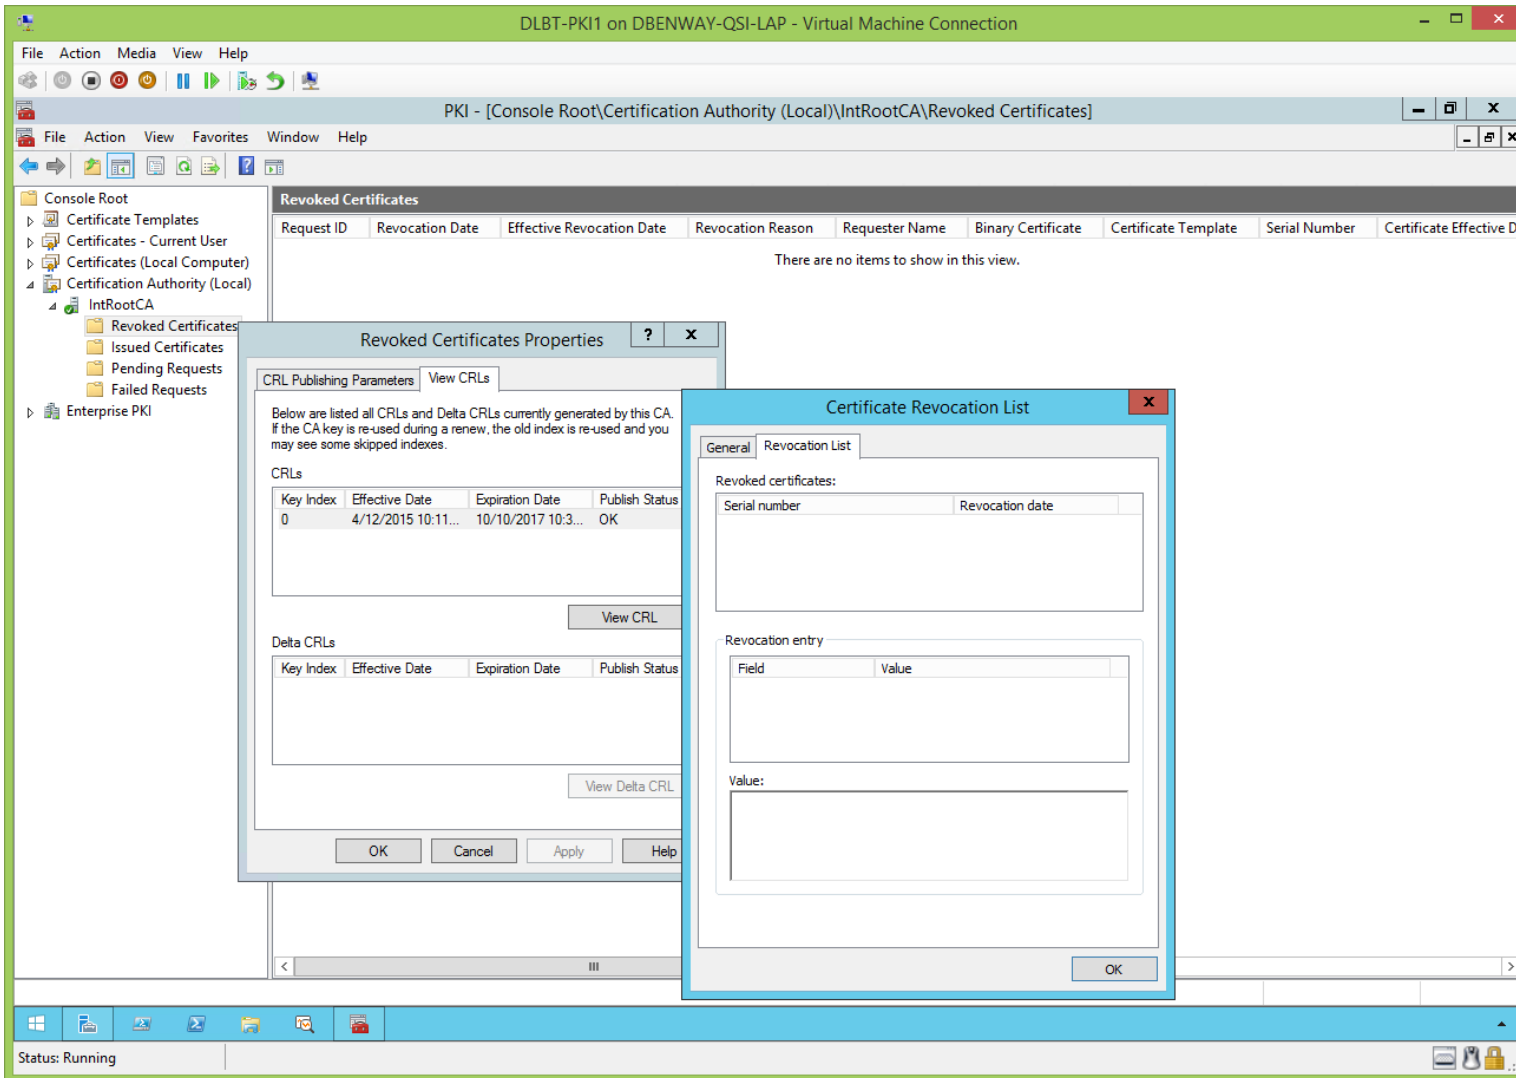 DLBT-PKI1 on DBENWAY-QSI-LAP - Virtual Machine Connection
File Action Media View Help
PKI - [Console Root\Certification Authority (Local)\IntRootCA\Revoked Certificates]
File Action View Favorites Window Help
Console Root
Certificate Templates
Certificates - Current User
Certificates (Local Computer)
Certification Authority (Local)
IntRootCA
Revoked Certificates
Issued Certificates
Pending Requests
Failed Requests
Enterprise PKI
Revoked Certificates
Request ID Revocation Date Effective Revocation Date Revocation Reason Requester Name Binary Certificate Certificate Template Serial Number Certificate Effective D
There are no items to show in this view.
Revoked Certificates Properties
CRL Publishing Parameters View CRLs
Below are listed all CRLs and Delta CRLs currently generated by this CA.
If the CA key is re-used during a renew, the old index is re-used and you
may see some skipped indexes.
CRLs
Key Index Effective Date Expiration Date Publish Status
0 4/12/2015 10:11... 10/10/2017 10:3... OK
View CRL
Delta CRLs
Key Index Effective Date Expiration Date Publish Status
View Delta CRL
OK Cancel Apply Help
Certificate Revocation List
General Revocation List
Revoked certificates:
Serial number Revocation date
Revocation entry
Field Value
Value:
OK
Status: Running